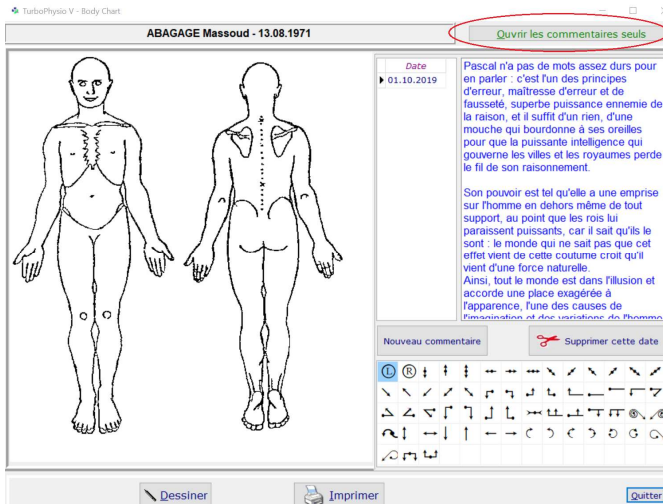 TurboPhysio V - Body Chart
ABAGAGE Massoud - 13.08.1971
Ouvrir les commentaires seuls
Date
01.10.2019
Pascal n'a pas de mots assez durs pour
en parler : c'est l'un des principes
d'erreur, maîtresse d'erreur et de
fausseté, superbe puissance ennemie de
la raison, et il suffit d'un rien, d'une
mouche qui bourdonne à ses oreilles
pour que la puissante intelligence qui
gouverne les villes et les royaumes perde
le fil de son raisonnement.
Son pouvoir est tel qu'elle a une emprise
sur l'homme en dehors même de tout
support, au point que les rois lui
paraissent puissants, car il sait qu'ils le
sont : le monde qui ne sait pas que cet
effet vient de cette coutume croit qu'il
vient d'une force naturelle.
Ainsi, tout le monde est dans l'illusion et
accorde une place exagérée à
l'apparence, l'une des causes de
l'imagination et des variations de l'homme
Nouveau commentaire
Supprimer cette date
L R
Dessiner
Imprimer
Quitter